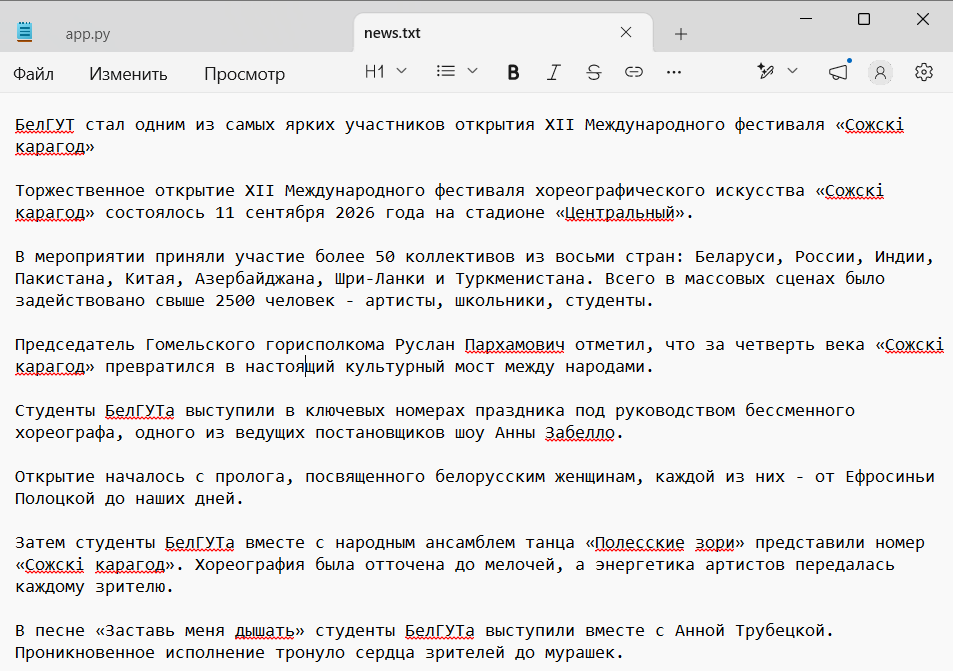 app.py
news.txt
Файл Изменить Просмотр H1 B I S
БелГУТ стал одним из самых ярких участников открытия XII Международного фестиваля «Сожскі
карагод»
Торжественное открытие XII Международного фестиваля хореографического искусства «Сожскі
карагод» состоялось 11 сентября 2026 года на стадионе «Центральный».
В мероприятии приняли участие более 50 коллективов из восьми стран: Беларуси, России, Индии,
Пакистана, Китая, Азербайджана, Шри-Ланки и Туркменистана. Всего в массовых сценах было
задействовано свыше 2500 человек - артисты, школьники, студенты.
Председатель Гомельского горисполкома Руслан Пархамович отметил, что за четверть века «Сожскі
карагод» превратился в настоящий культурный мост между народами.
Студенты БелГУТа выступили в ключевых номерах праздника под руководством бессменного
хореографа, одного из ведущих постановщиков шоу Анны Забелло.
Открытие началось с пролога, посвященного белорусским женщинам, каждой из них - от Ефросиньи
Полоцкой до наших дней.
Затем студенты БелГУТа вместе с народным ансамблем танца «Полесские зори» представили номер
«Сожскі карагод». Хореография была отточена до мелочей, а энергетика артистов передалась
каждому зрителю.
В песне «Заставь меня дышать» студенты БелГУТа выступили вместе с Анной Трубецкой.
Проникновенное исполнение тронуло сердца зрителей до мурашек.